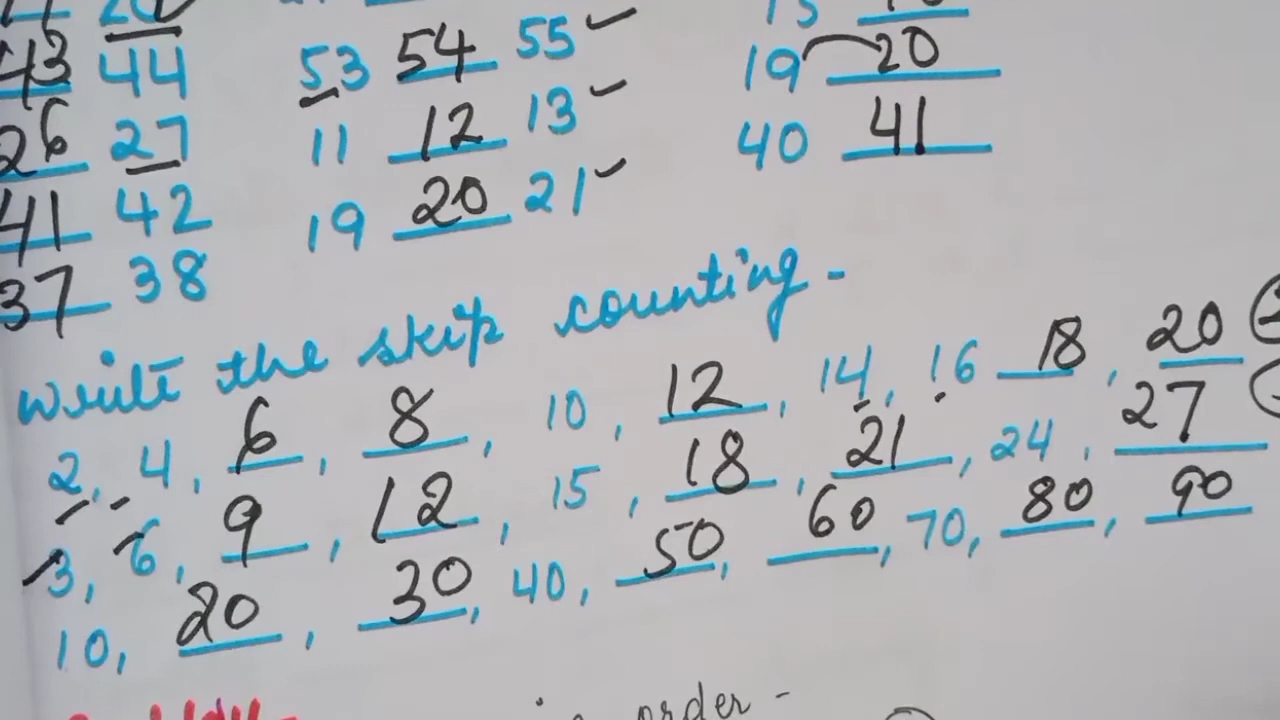 43 44 53 54 55 19 20
26 27 11 12 13 40 41
41 42 19 20 21
37 38
Write the skip counting -
2, 4, 6, 8, 10, 12, 14, 16 18, 20
3, 6, 9, 12, 15, 18, 21, 24, 27
10, 20, 30, 40, 50, 60, 70, 80, 90
order -